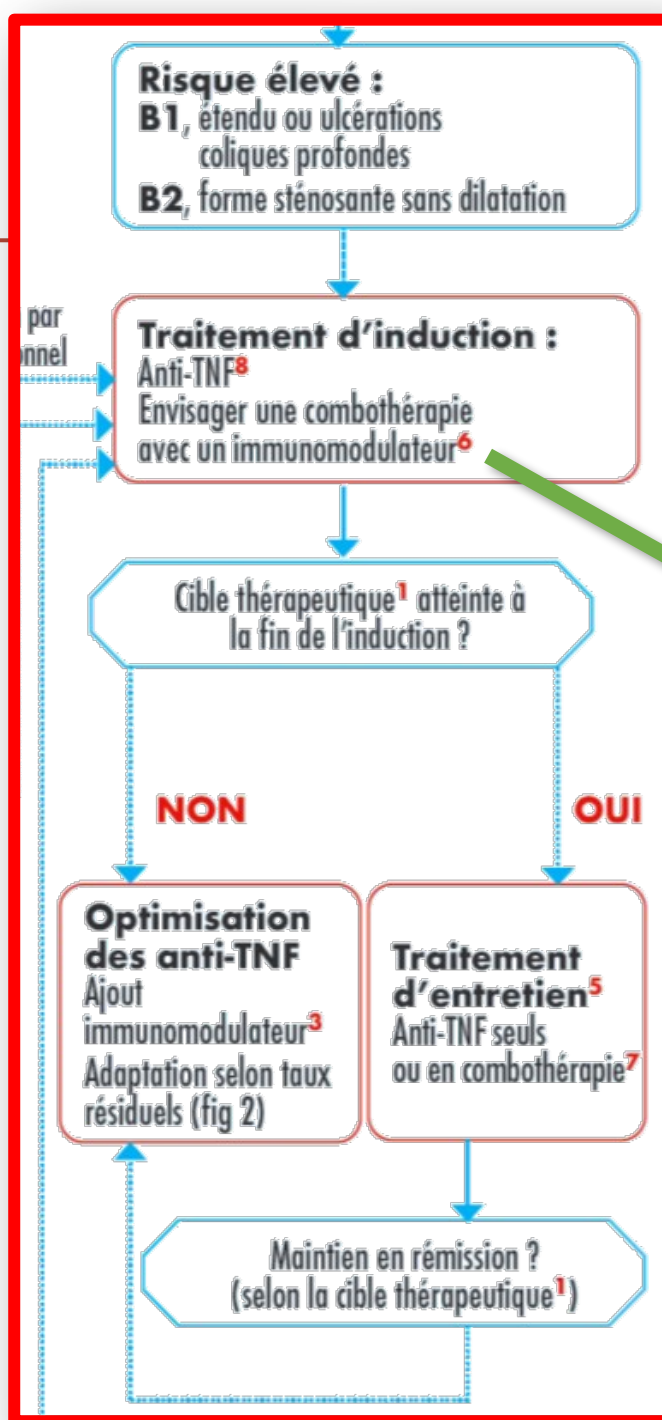 Risque élevé :
B1, étendu ou ulcérations
coliques profondes
B2, forme sténosante sans dilatation
par
onnel
Traitement d'induction :
Anti-TNF8
Envisager une combothérapie
avec un immunomodulateur6
Cible thérapeutique1 atteinte à
la fin de l'induction ?
NON
OUI
Optimisation
des anti-TNF
Ajout
immunomodulateur3
Adaptation selon taux
résiduels (fig 2)
Traitement
d'entretien5
Anti-TNF seuls
ou en combothérapie7
Maintien en rémission ?
(selon la cible thérapeutique1)